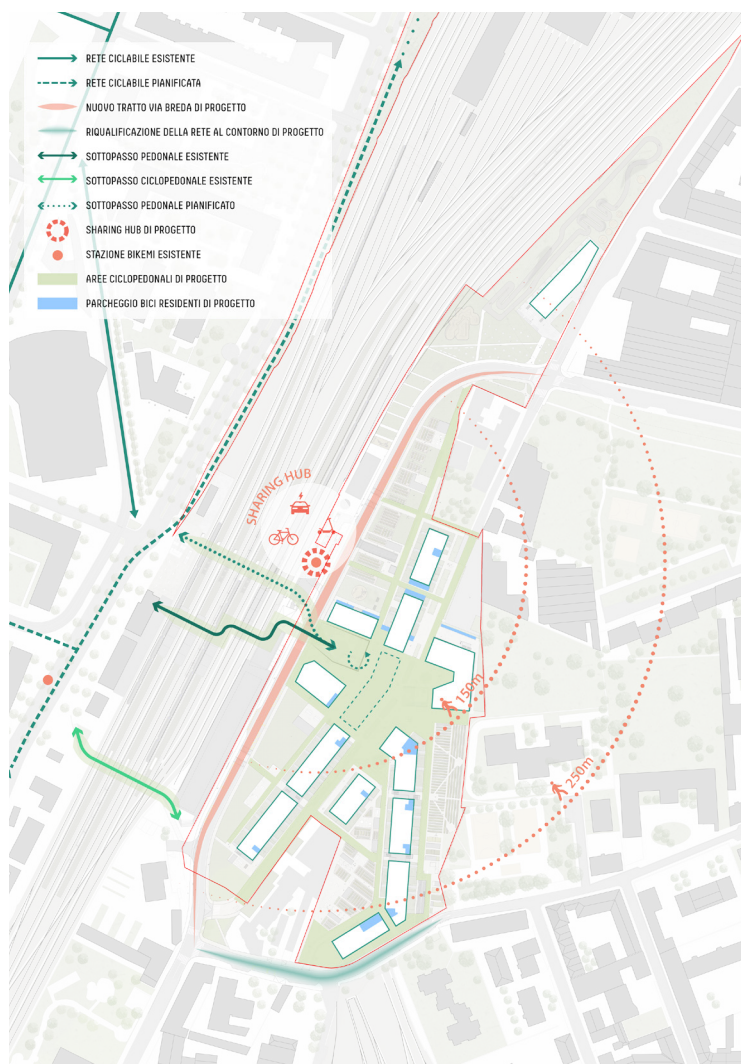 RETE CICLABILE ESISTENTE
RETE CICLABILE PIANIFICATA
NUOVO TRATTO VIA BREDA DI PROGETTO
RIQUALIFICAZIONE DELLA RETE AL CONTORNO DI PROGETTO
SOTTOPASSO PEDONALE ESISTENTE
SOTTOPASSO CICLOPEDONALE ESISTENTE
SOTTOPASSO PEDONALE PIANIFICATO
SHARING HUB DI PROGETTO
STAZIONE BIKEMI ESISTENTE
AREE CICLOPEDONALI DI PROGETTO
PARCHEGGIO BICI RESIDENTI DI PROGETTO
SHARING HUB
150m
250m